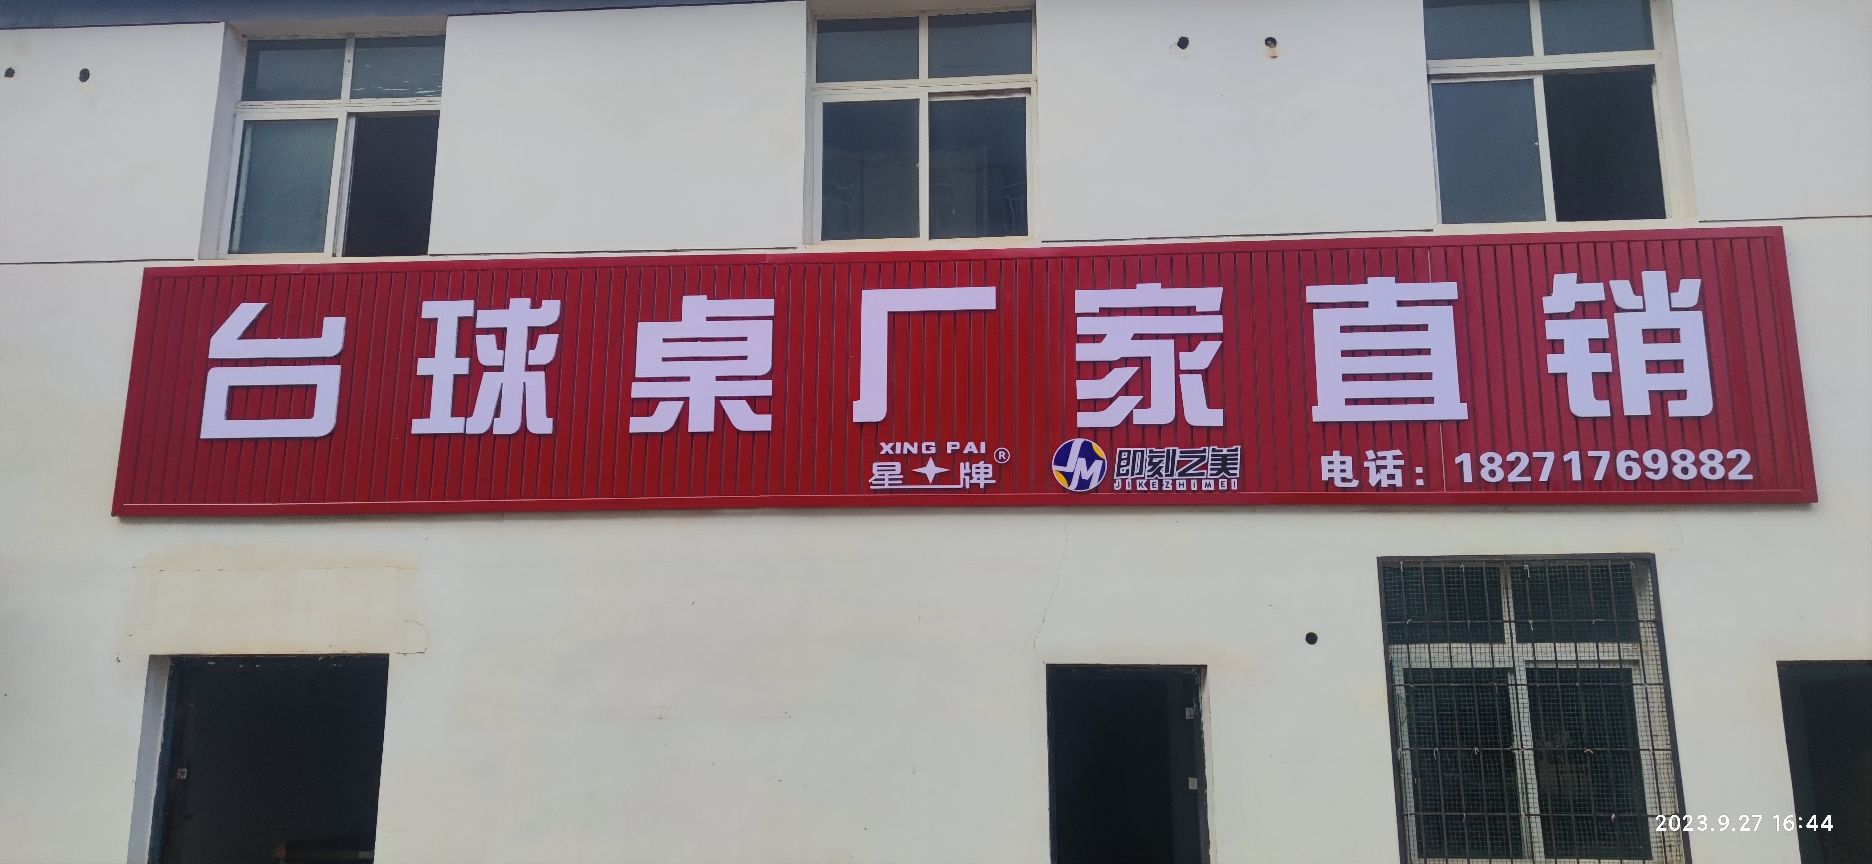 台球桌厂家直销
XING PAI
星牌®
JM 即刻之美
JIKEZHIMEI
电话：18271769882
2023.9.27 16:44